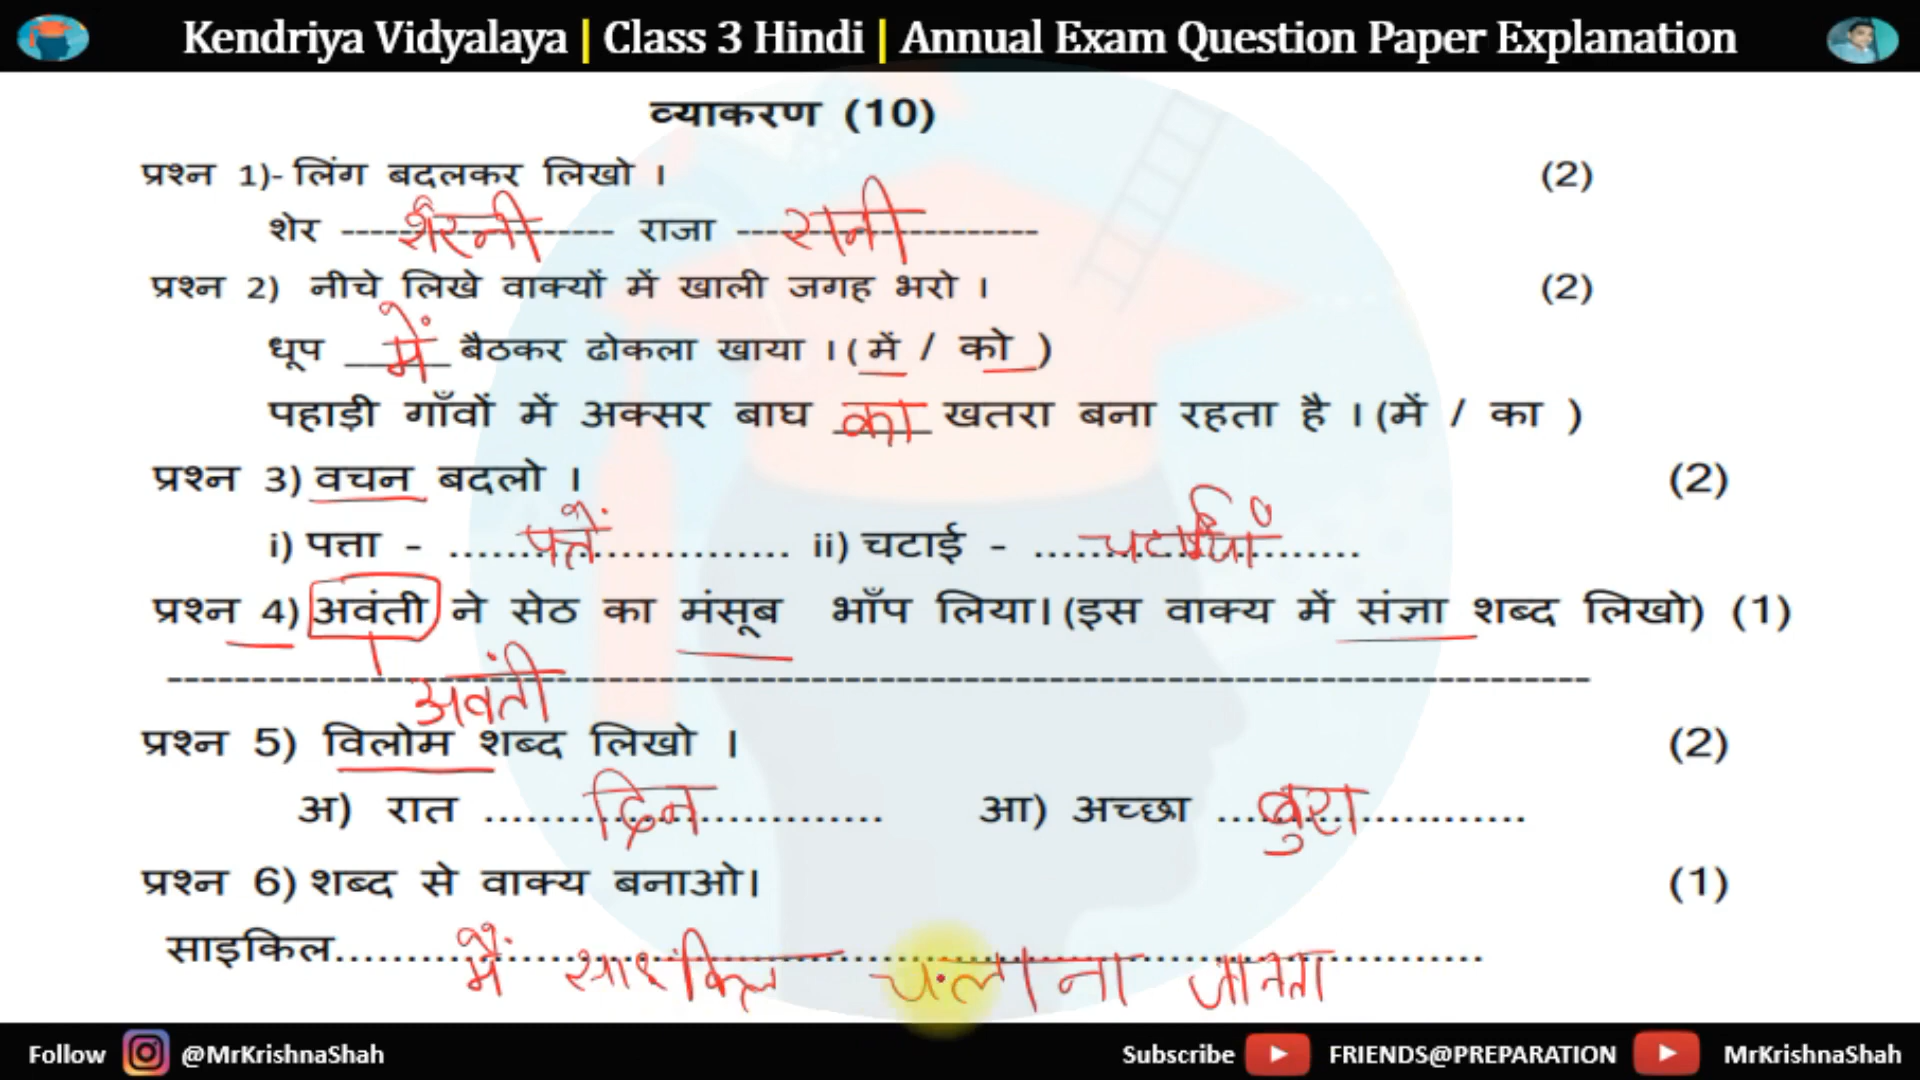 Kendriya Vidyalaya | Class 3 Hindi | Annual Exam Question Paper Explanation
व्याकरण (10)
प्रश्न 1)- लिंग बदलकर लिखो । (2)
शेर ------------------- शेरनी राजा --------------------- रानी
प्रश्न 2) नीचे लिखे वाक्यों में खाली जगह भरो । (2)
धूप में बैठकर ढोकला खाया । ( में / को )
पहाड़ी गाँवों में अक्सर बाघ का खतरा बना रहता है । (में / का )
प्रश्न 3) वचन बदलो । (2)
i) पत्ता - पत्तें ii) चटाई - चटाईयां
प्रश्न 4) अवंती ने सेठ का मंसूब भाँप लिया। (इस वाक्य में संज्ञा शब्द लिखो) (1)
अवंती
प्रश्न 5) विलोम शब्द लिखो । (2)
अ) रात दिन आ) अच्छा बुरा
प्रश्न 6) शब्द से वाक्य बनाओ। (1)
साइकिल मैं साइकिल चलाना जानता
Follow @MrKrishnaShah Subscribe FRIENDS@PREPARATION MrKrishnaShah